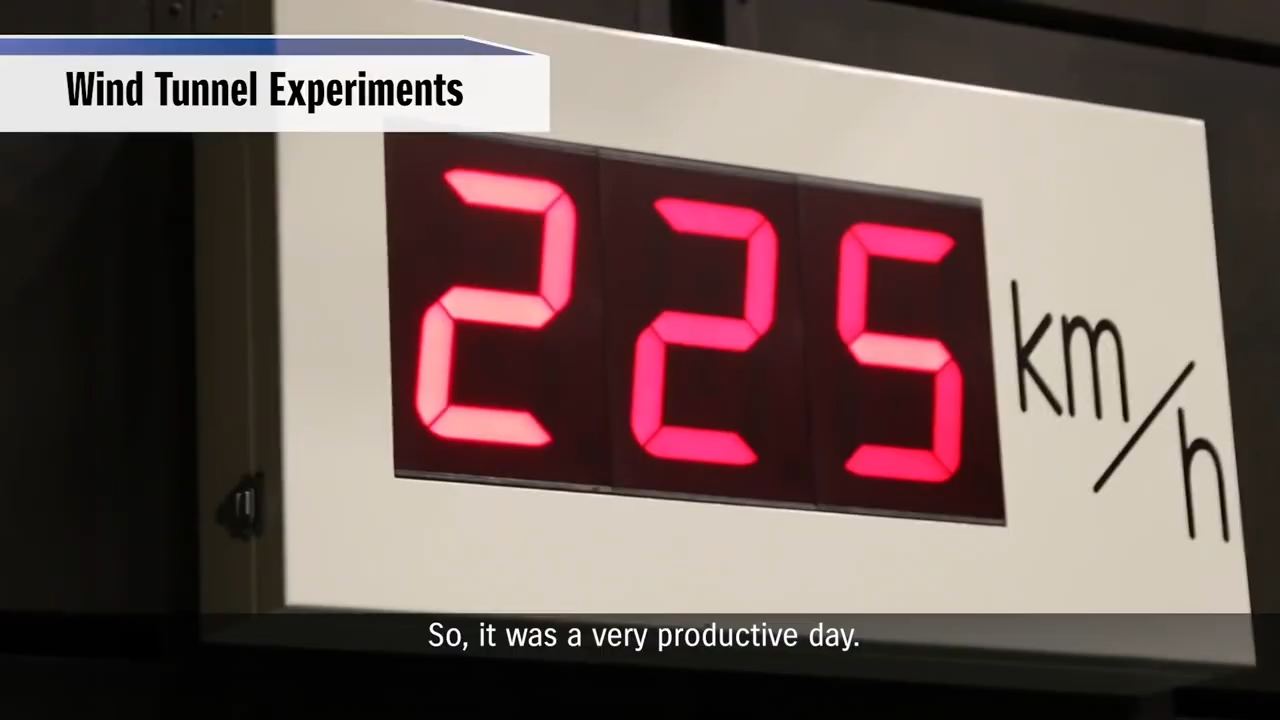 Wind Tunnel Experiments
225 km/h
So, it was a very productive day.